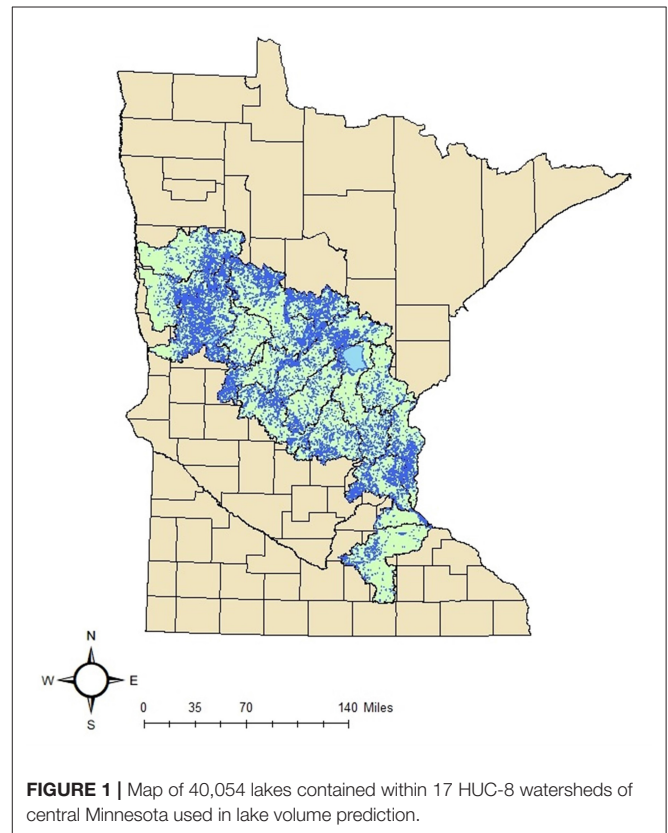 N
W E
S
0 35 70 140 Miles
FIGURE 1 | Map of 40,054 lakes contained within 17 HUC-8 watersheds of
central Minnesota used in lake volume prediction.